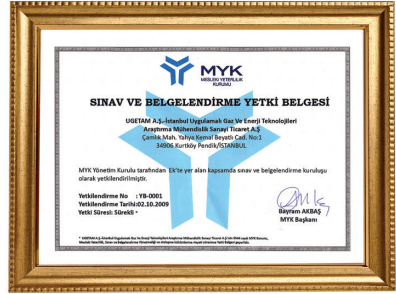 MYK
MESLEKİ YETERLİLİK
KURUMU
SINAV VE BELGELENDİRME YETKİ BELGESİ
UGETAM A.Ş.-İstanbul Uygulamalı Gaz Ve Enerji Teknolojileri
Araştırma Mühendislik Sanayi Ticaret A.Ş
Çamlık Mah. Yahya Kemal Beyatlı Cad. No:1
34906 Kurtköy Pendik/İSTANBUL
MYK Yönetim Kurulu tarafından Ek'te yer alan kapsamda sınav ve belgelendirme kuruluşu
olarak yetkilendirilmiştir.
Yetkilendirme No : YB-0001
Yetkilendirme Tarihi:02.10.2009
Yetki Süresi: Sürekli *
Bayram AKBAŞ
MYK Başkanı